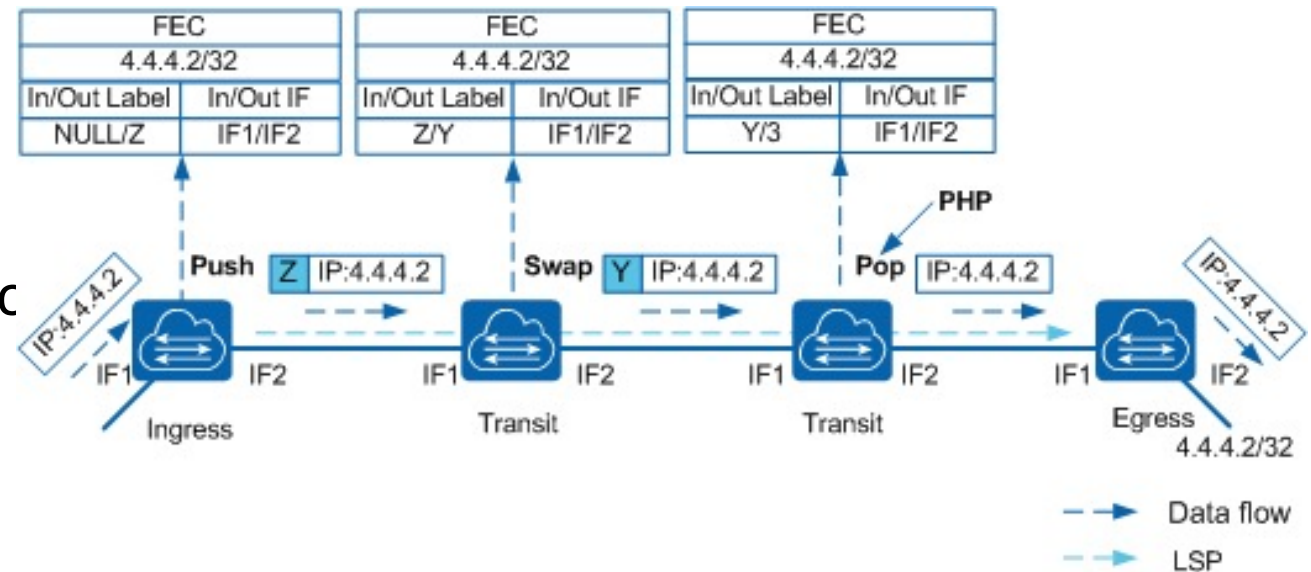 FEC
4.4.4.2/32
In/Out Label In/Out IF
NULL/Z IF1/IF2
FEC
4.4.4.2/32
In/Out Label In/Out IF
Z/Y IF1/IF2
FEC
4.4.4.2/32
In/Out Label In/Out IF
Y/3 IF1/IF2
PHP
IP:4.4.4.2
Push Z IP:4.4.4.2
Swap Y IP:4.4.4.2
Pop IP:4.4.4.2
IP:4.4.4.2
IF1 IF2 IF1 IF2 IF1 IF2 IF1 IF2
Ingress Transit Transit Egress
4.4.4.2/32
Data flow
LSP